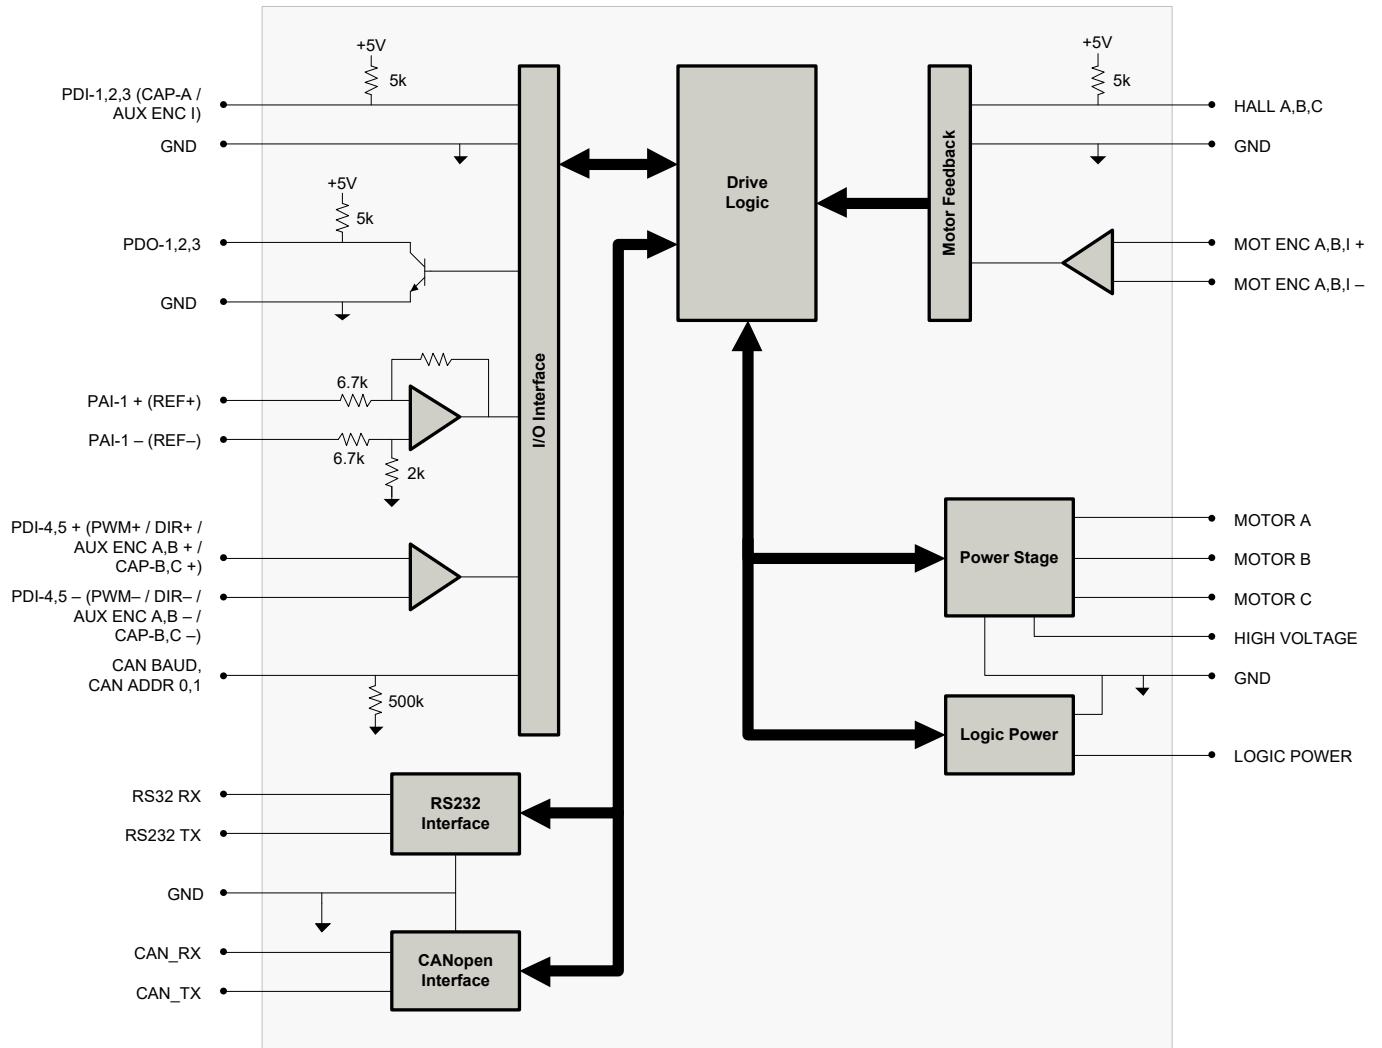 +5V
5k
PDI-1,2,3 (CAP-A /
AUX ENC I)
GND
+5V
5k
PDO-1,2,3
GND
6.7k
PAI-1 + (REF+)
PAI-1 – (REF–)
6.7k
2k
PDI-4,5 + (PWM+ / DIR+ /
AUX ENC A,B + /
CAP-B,C +)
PDI-4,5 – (PWM– / DIR– /
AUX ENC A,B – /
CAP-B,C –)
CAN BAUD,
CAN ADDR 0,1
500k
I/O Interface
RS32 RX
RS232 TX
RS232
Interface
GND
CAN_RX
CAN_TX
CANopen
Interface
Drive
Logic
Motor Feedback
+5V
5k
HALL A,B,C
GND
MOT ENC A,B,I +
MOT ENC A,B,I –
Power Stage
MOTOR A
MOTOR B
MOTOR C
HIGH VOLTAGE
GND
Logic Power
LOGIC POWER